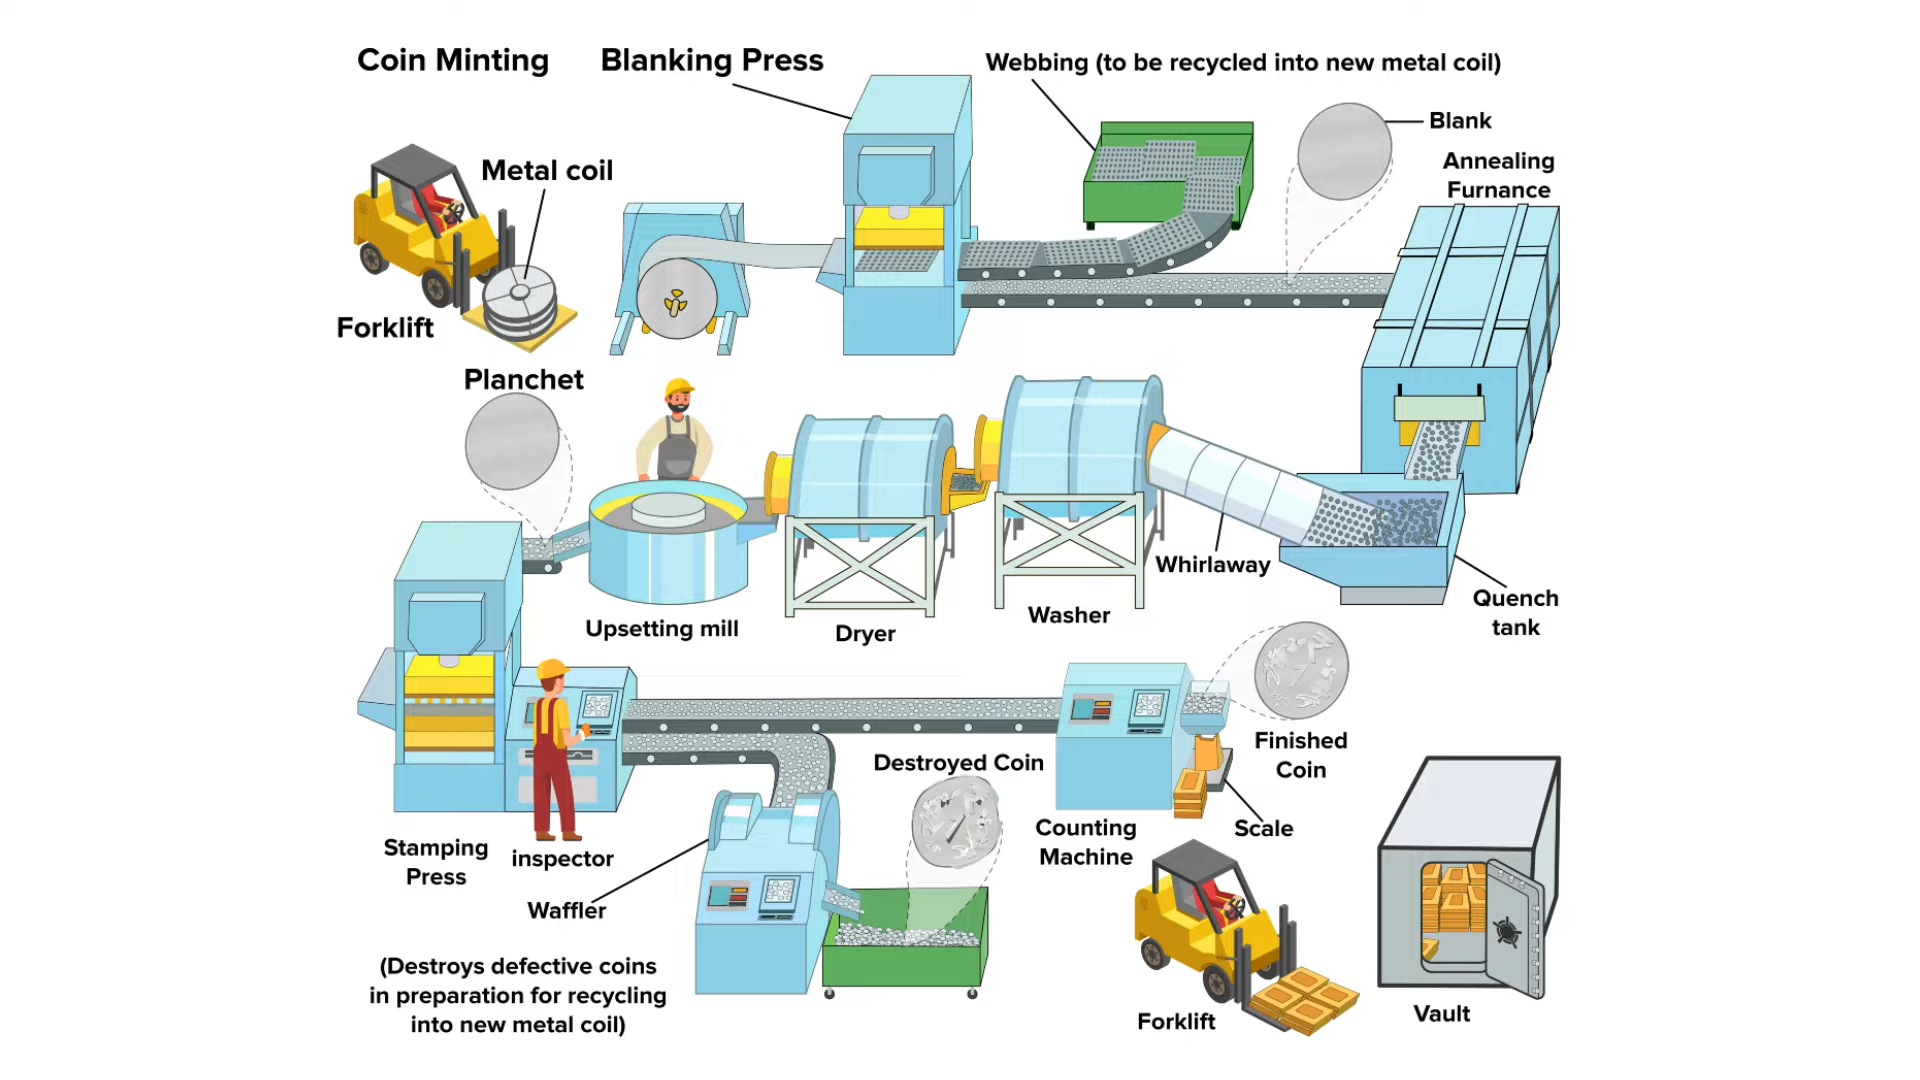 Coin Minting
Blanking Press
Webbing (to be recycled into new metal coil)
Blank
Annealing
Furnance
Metal coil
Forklift
Planchet
Whirlaway
Quench
tank
Washer
Dryer
Upsetting mill
Finished
Coin
Destroyed Coin
Scale
Counting
Machine
Stamping
Press
inspector
Waffler
(Destroys defective coins
in preparation for recycling
into new metal coil)
Forklift
Vault